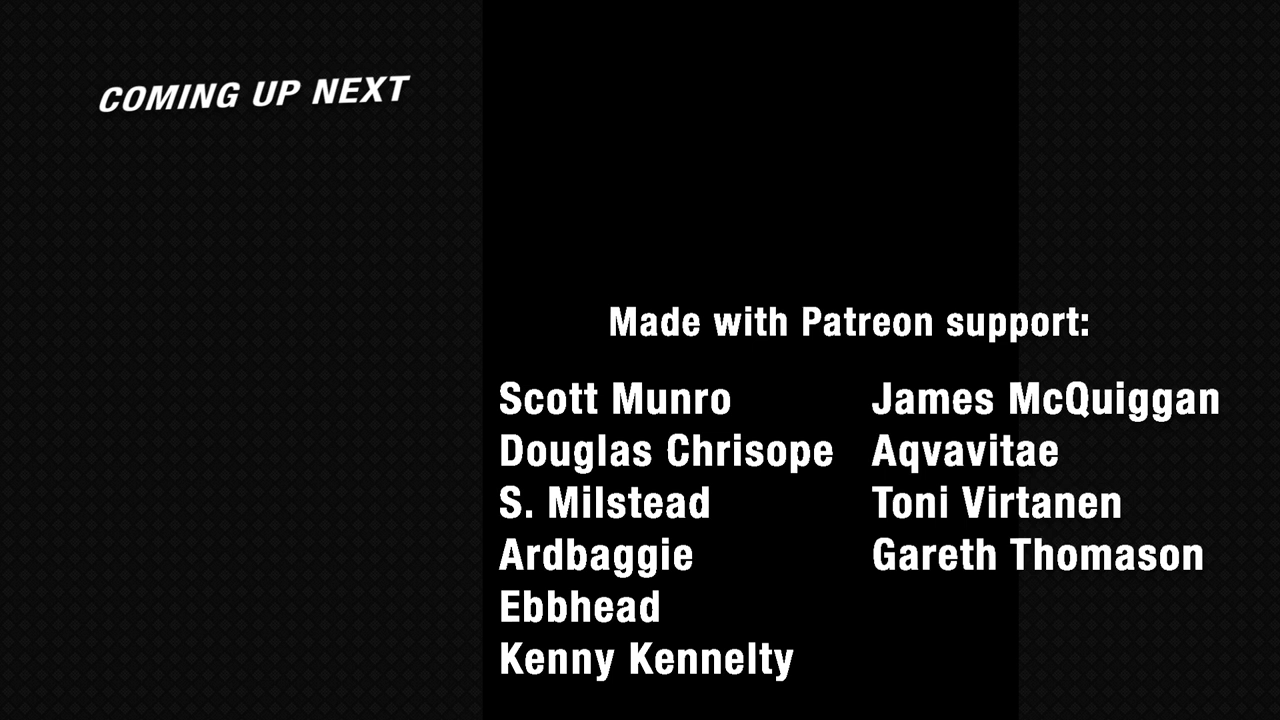 COMING UP NEXT
Made with Patreon support:
Scott Munro
Douglas Chrisope
S. Milstead
Ardbaggie
Ebbhead
Kenny Kennelty
James McQuiggan
Aqvavitae
Toni Virtanen
Gareth Thomason